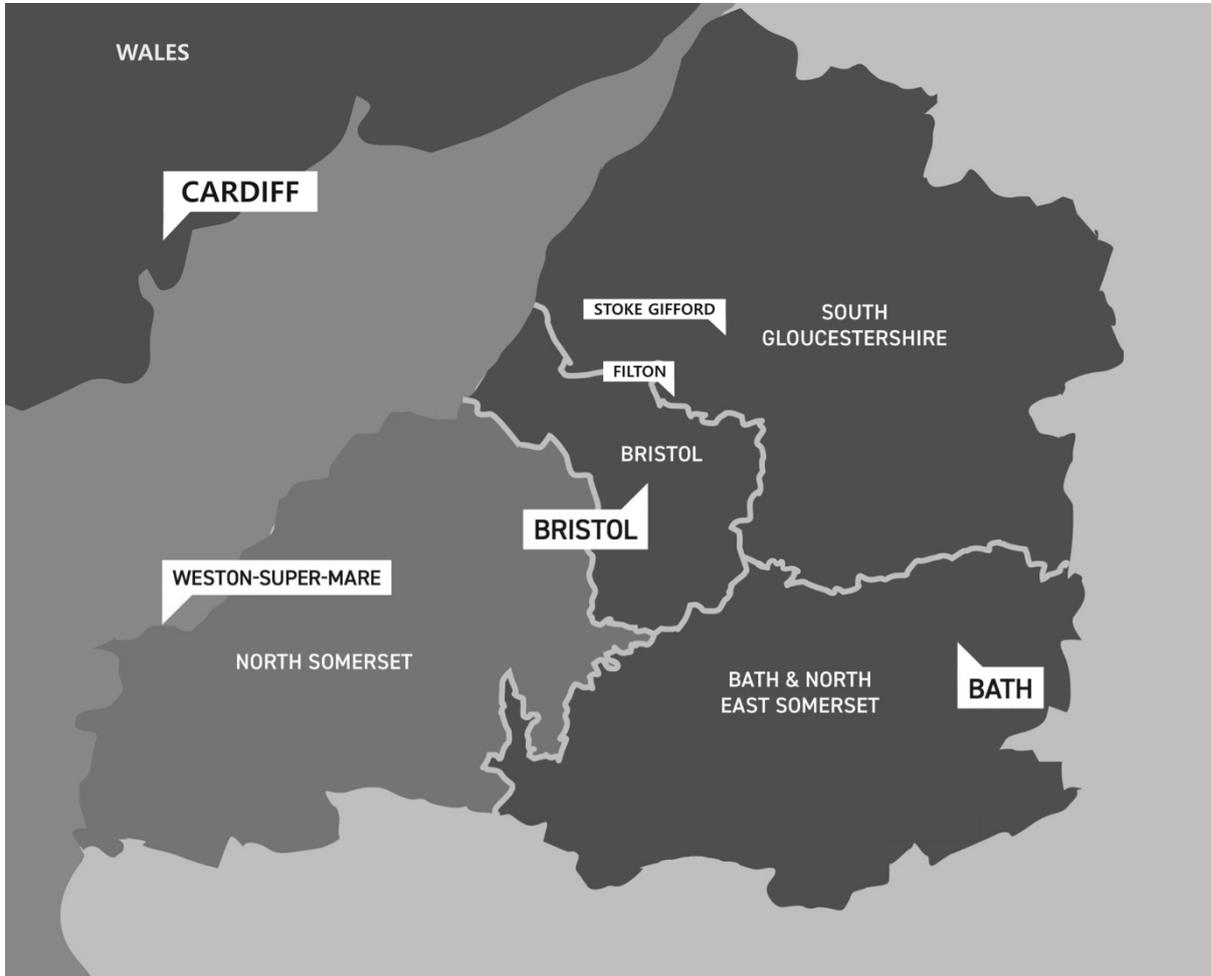 WALES
CARDIFF
STOKE GIFFORD
SOUTH
GLOUCESTERSHIRE
FILTON
BRISTOL
BRISTOL
WESTON-SUPER-MARE
NORTH SOMERSET
BATH & NORTH
EAST SOMERSET
BATH